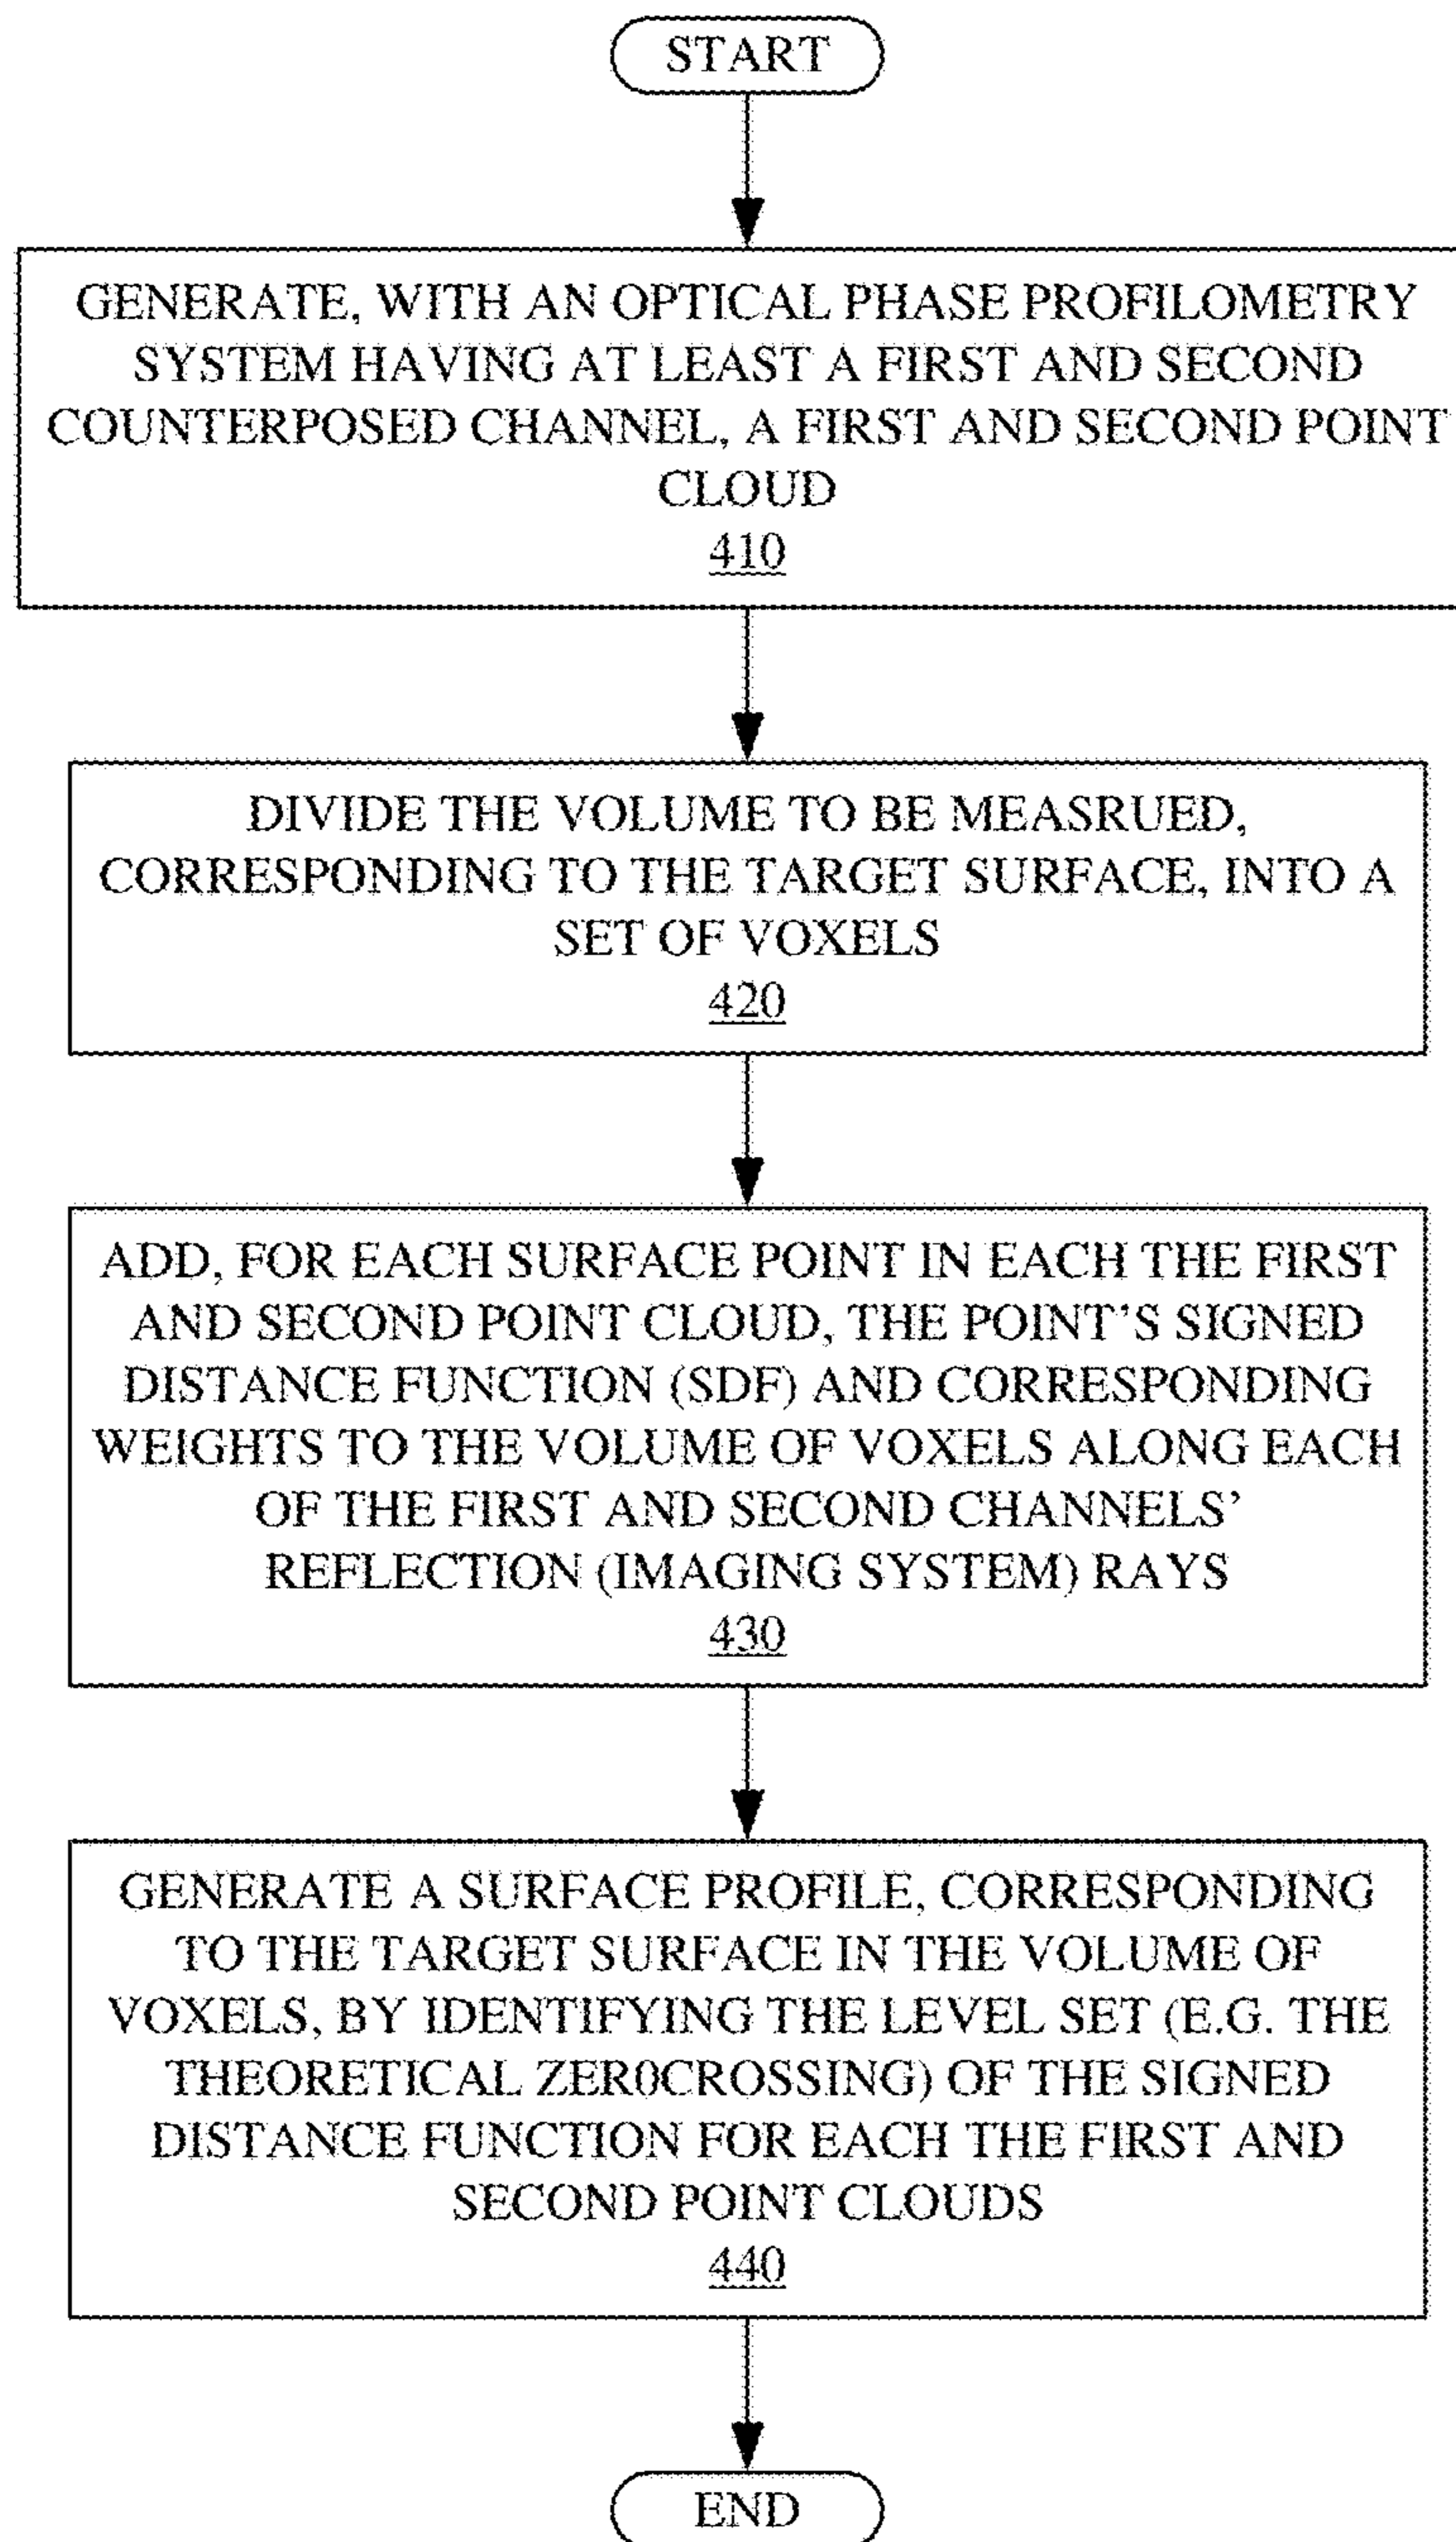 START
GENERATE, WITH AN OPTICAL PHASE PROFILOMETRY
SYSTEM HAVING AT LEAST A FIRST AND SECOND
COUNTERPOSED CHANNEL, A FIRST AND SECOND POINT
CLOUD
410
DIVIDE THE VOLUME TO BE MEASRUED,
CORRESPONDING TO THE TARGET SURFACE, INTO A
SET OF VOXELS
420
ADD, FOR EACH SURFACE POINT IN EACH THE FIRST
AND SECOND POINT CLOUD, THE POINT'S SIGNED
DISTANCE FUNCTION (SDF) AND CORRESPONDING
WEIGHTS TO THE VOLUME OF VOXELS ALONG EACH
OF THE FIRST AND SECOND CHANNELS'
REFLECTION (IMAGING SYSTEM) RAYS
430
GENERATE A SURFACE PROFILE, CORRESPONDING
TO THE TARGET SURFACE IN THE VOLUME OF
VOXELS, BY IDENTIFYING THE LEVEL SET (E.G. THE
THEORETICAL ZER0CROSSING) OF THE SIGNED
DISTANCE FUNCTION FOR EACH THE FIRST AND
SECOND POINT CLOUDS
440
END